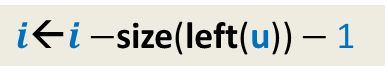 i←i −size(left(u)) − 1